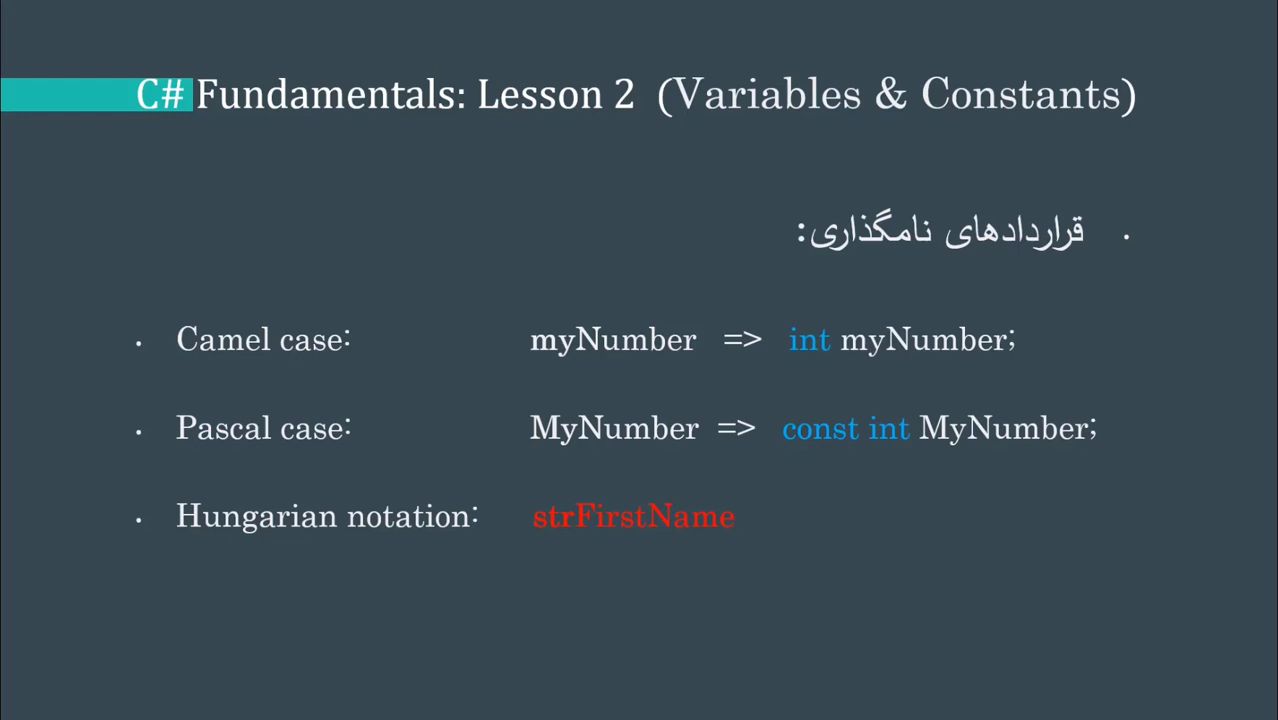 C# Fundamentals: Lesson 2 (Variables & Constants)
• قراردادهای نامگذاری:
• Camel case: myNumber => int myNumber;
• Pascal case: MyNumber => const int MyNumber;
• Hungarian notation: strFirstName